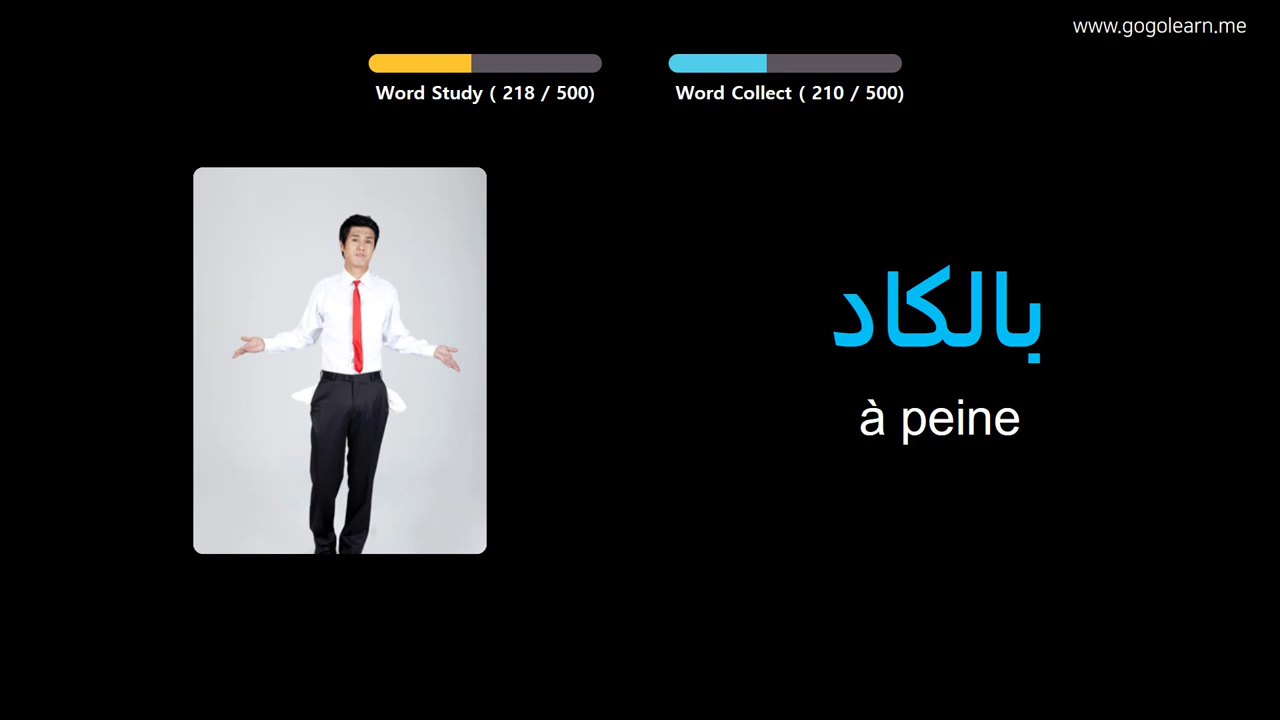 www.gogolearn.me
Word Study ( 218 / 500)
Word Collect ( 210 / 500)
بالكاد
à peine